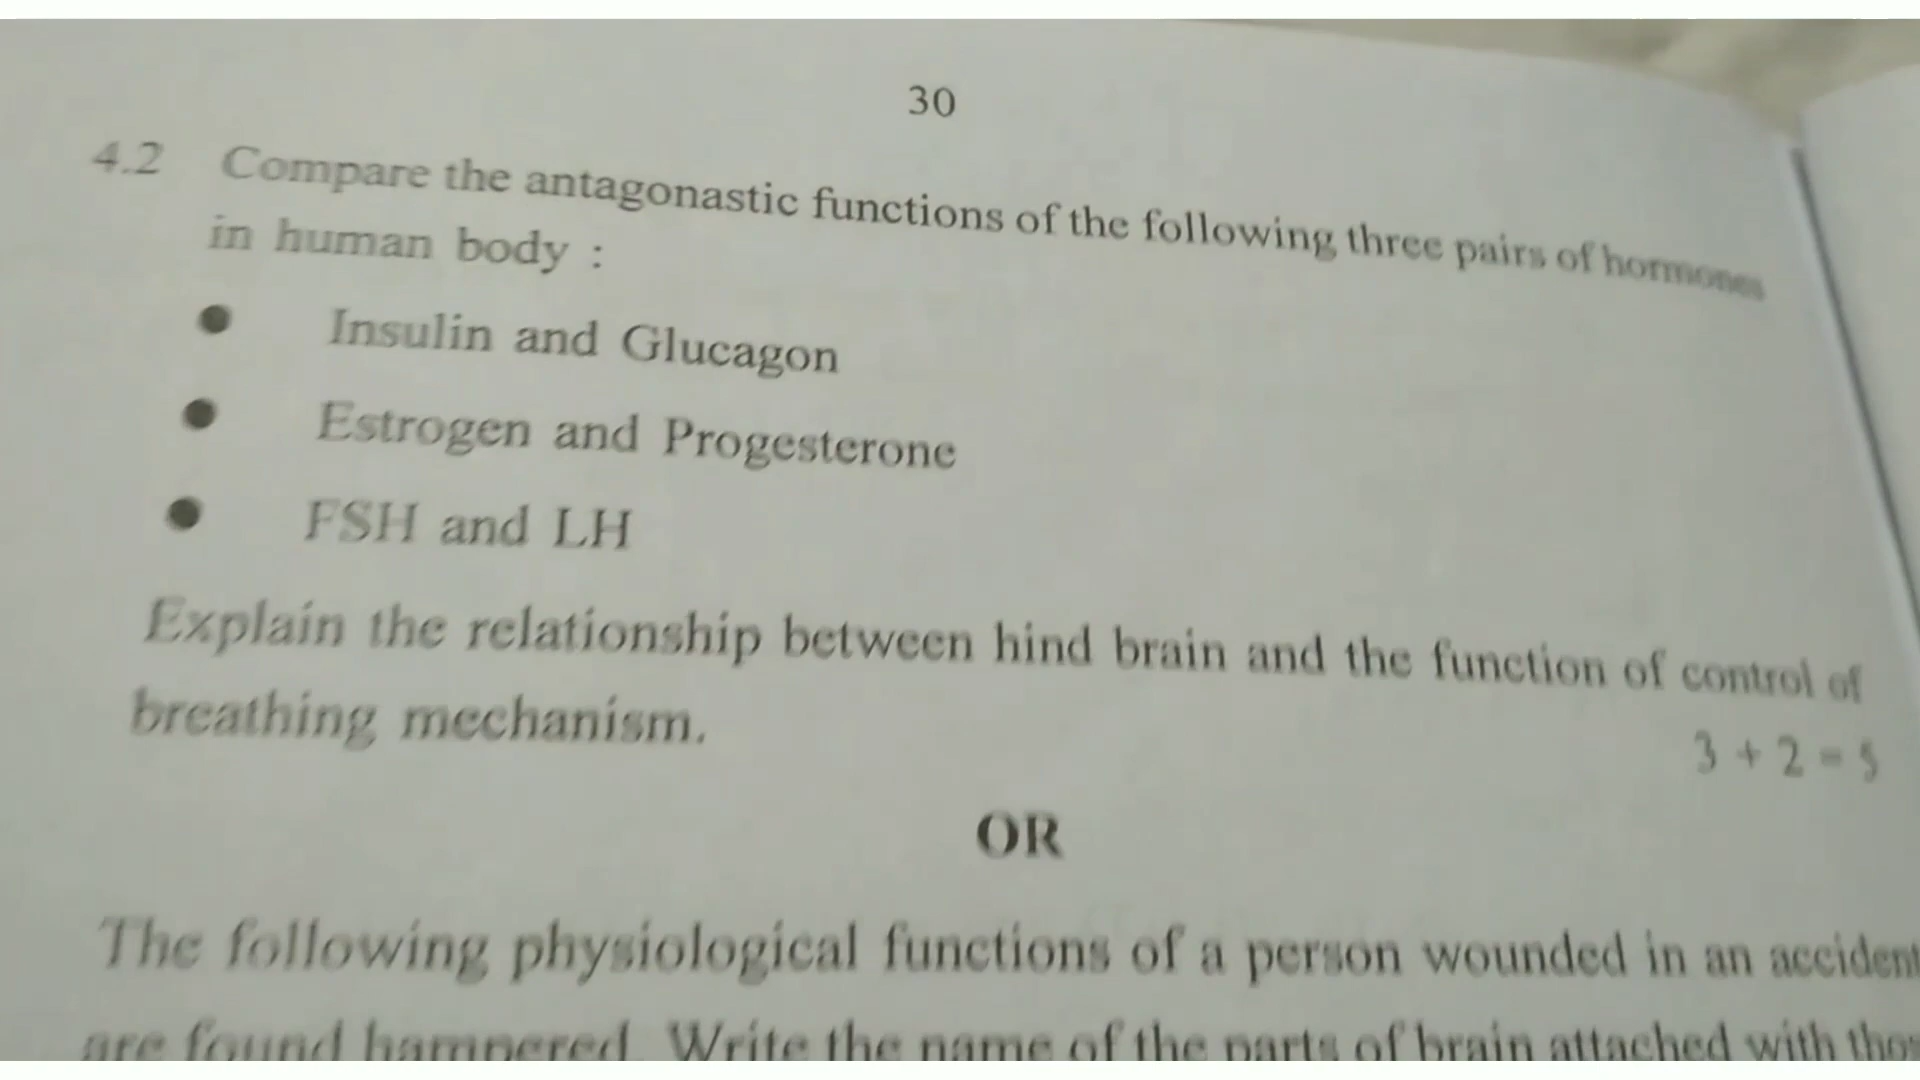 30
4.2 Compare the antagonastic functions of the following three pairs of hormones
in human body :
● Insulin and Glucagon
● Estrogen and Progesterone
● FSH and LH
Explain the relationship between hind brain and the function of control of
breathing mechanism.
3 + 2 = 5
OR
The following physiological functions of a person wounded in an accident
are found hampered. Write the name of the parts of brain attached with